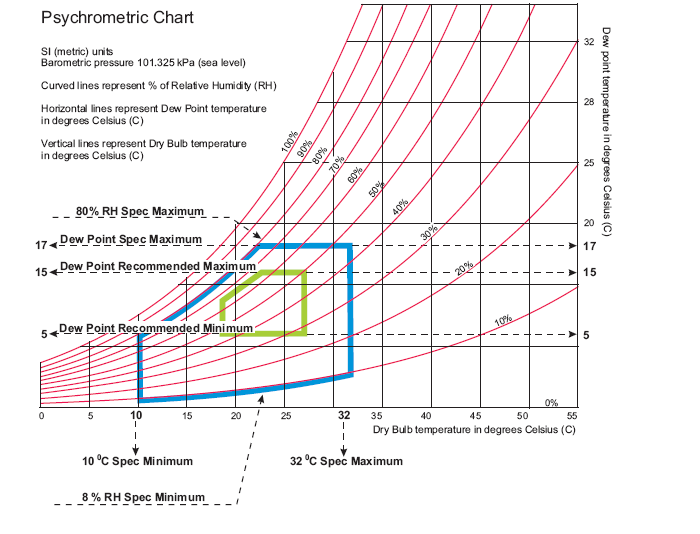 Psychrometric Chart
SI (metric) units
Barometric pressure 101.325 kPa (sea level)
Curved lines represent % of Relative Humidity (RH)
Horizontal lines represent Dew Point temperature
in degrees Celsius (C)
Vertical lines represent Dry Bulb temperature
in degrees Celsius (C)
100%
90%
80%
70%
60%
50%
40%
30%
20%
10%
0%
32
28
25
20
17
15
5
Dew point temperature in degrees Celsius (C)
80% RH Spec Maximum
17 Dew Point Spec Maximum
15 Dew Point Recommended Maximum
5 Dew Point Recommended Minimum
0 5 10 15 20 25 32 35 40 45 50 55
Dry Bulb temperature in degrees Celsius (C)
10 ⁰C Spec Minimum
32 ⁰C Spec Maximum
8 % RH Spec Minimum